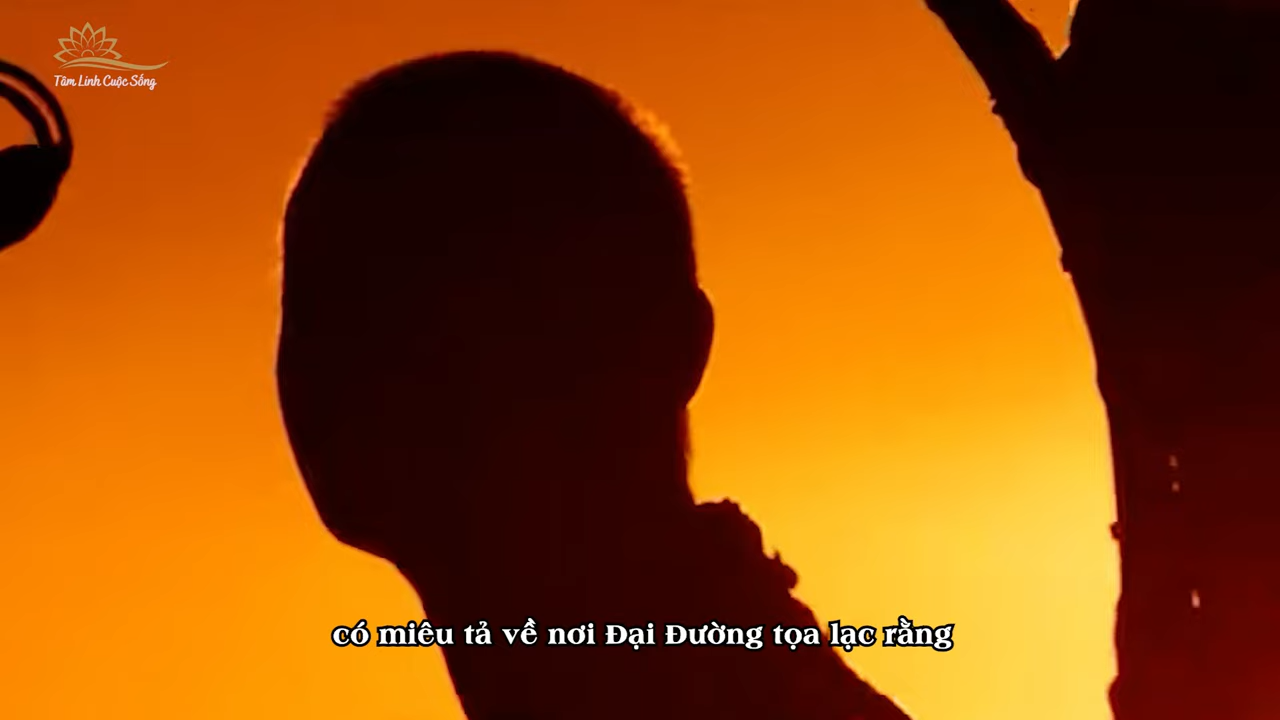 Tâm Linh Cuộc Sống
có miêu tả về nơi Đại Đường tọa lạc rằng